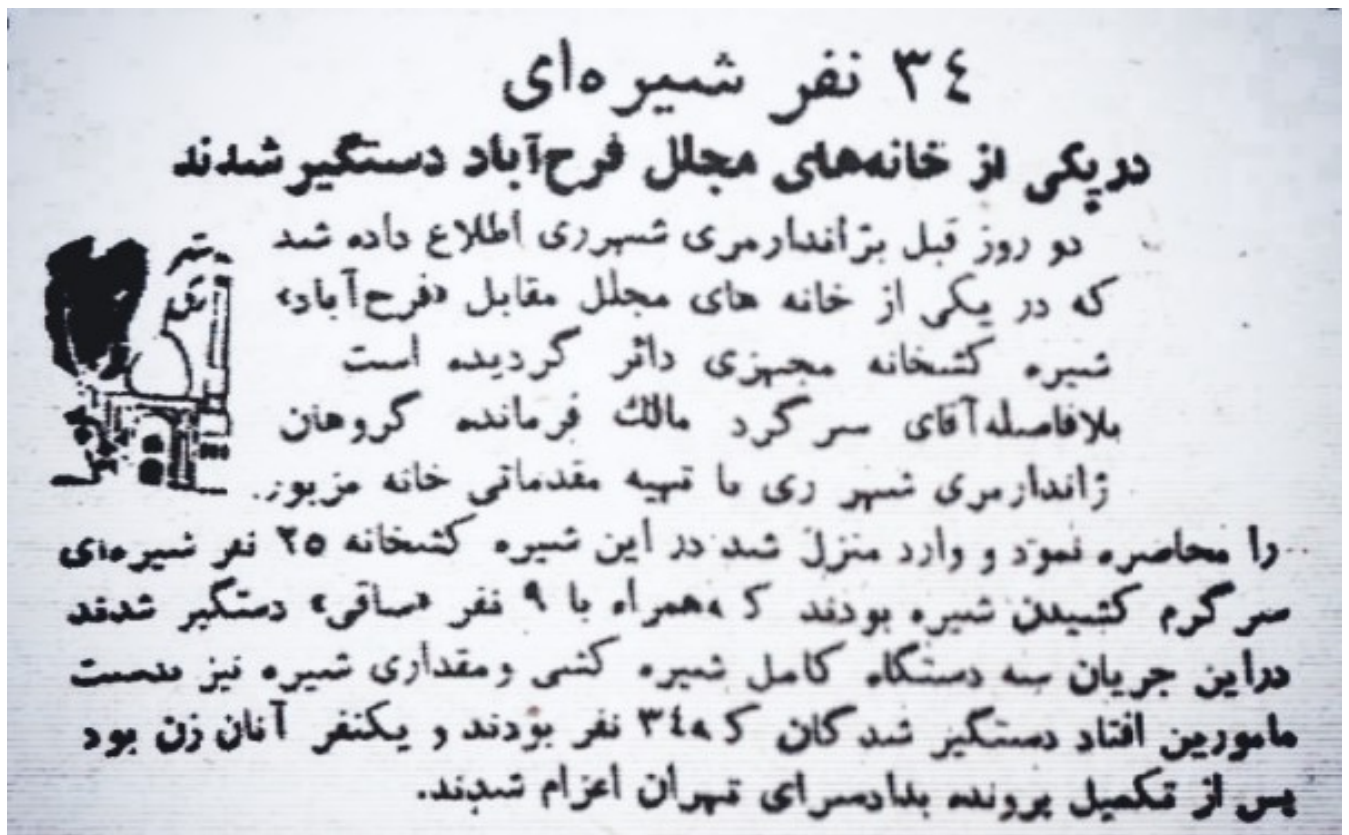 ۳٤ نفر شیره‌ای
در یکی از خانه‌های مجلل فرح‌آباد دستگیر شدند
دو روز قبل بژاندارمری شهرری اطلاع داده شد
که در یکی از خانه های مجلل مقابل «فرح‌آباد»
شیره کشخانه مجهزی دائر گردیده است
بلافاصله آقای سرگرد مالک فرمانده گروهان
ژاندارمری شهر ری با تهیه مقدماتی خانه مزبور
را محاصره نمود و وارد منزل شد در این شیره کشخانه ۲۵ نفر شیره‌ای
سرگرم کشیدن شیره بودند که همراه با ۹ نفر «ساقی» دستگیر شدند
دراین جریان سه دستگاه کامل شیره کشی ومقداری شیره نیز بدست
مامورین افتاد دستگیر شدگان که ۳٤ نفر بودند و یکنفر آنان زن بود
پس از تکمیل پرونده بدادسرای تهران اعزام شدند.